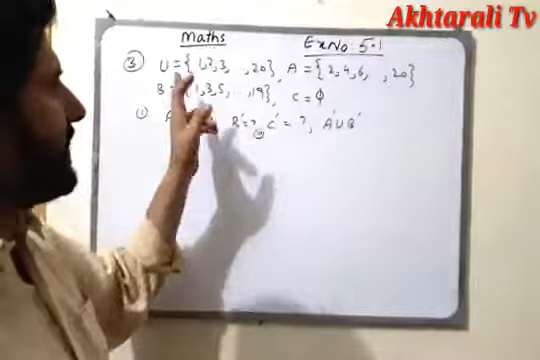 Akhtarali Tv
Maths Ex No: 5.1
③ U = { 1, 2, 3, . . , 20}, A = { 2, 4, 6, . . , 20}
B = { 1, 3, 5, . . . , 19}, C = ϕ
① A B' = ? C' = ? , A' ∪ B'